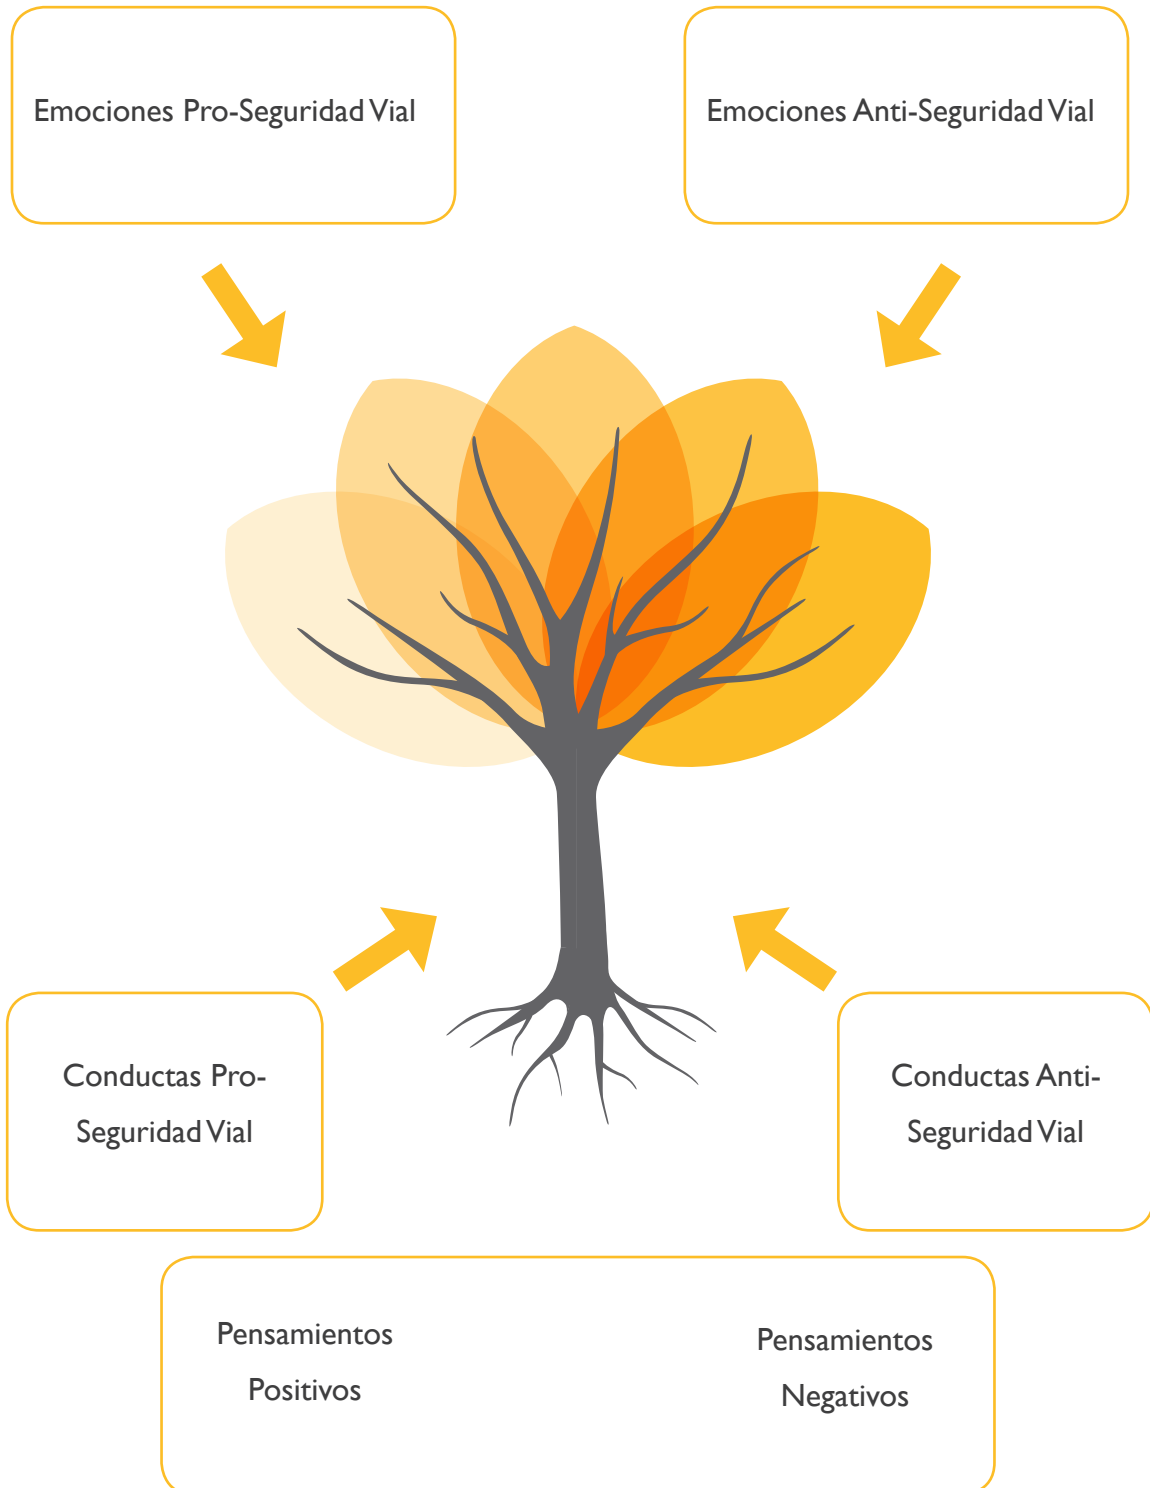 Emociones Pro-Seguridad Vial
Emociones Anti-Seguridad Vial
Conductas Pro-
Seguridad Vial
Conductas Anti-
Seguridad Vial
Pensamientos
Positivos
Pensamientos
Negativos